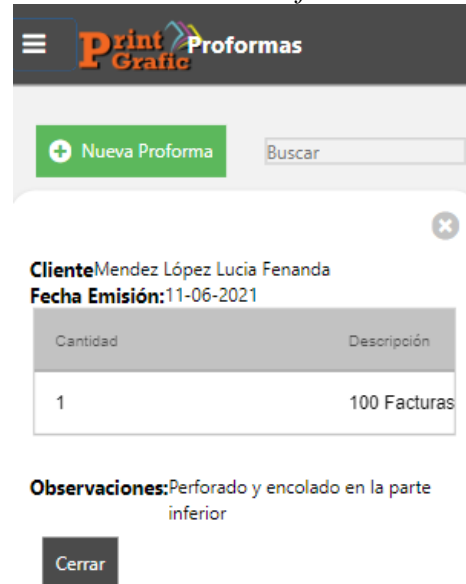 Print Grafic Proformas
Nueva Proforma Buscar
ClienteMendez López Lucia Fenanda
Fecha Emisión:11-06-2021
Cantidad Descripción
1 100 Facturas
Observaciones:Perforado y encolado en la parte
inferior
Cerrar